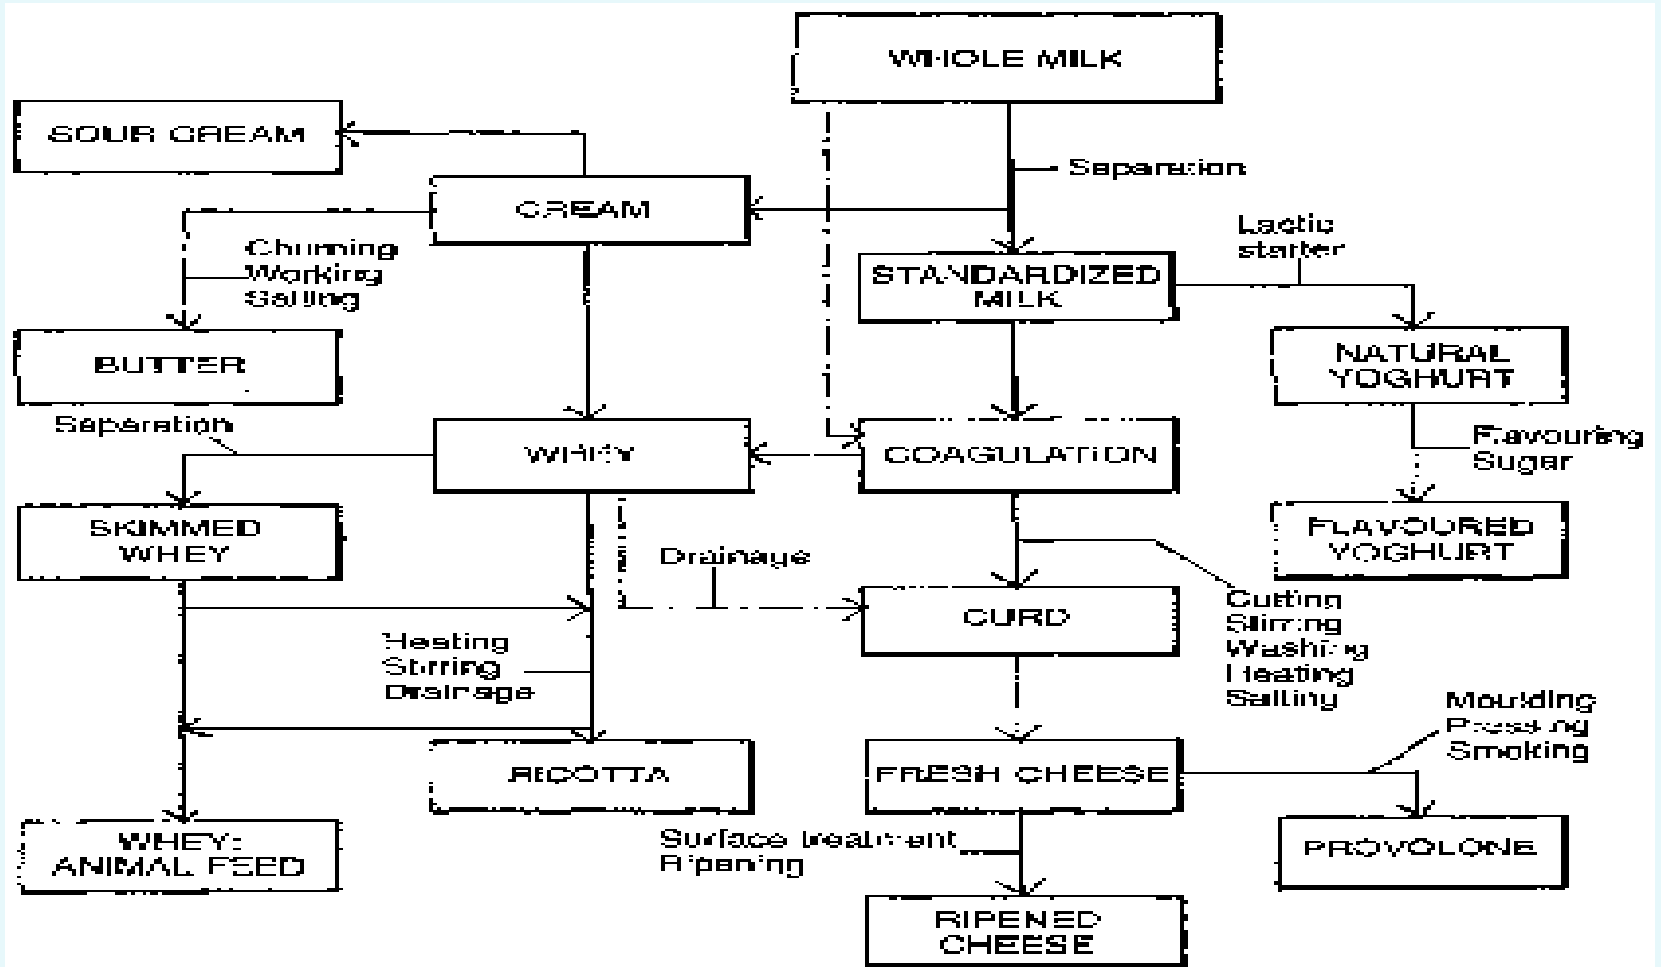 WHOLE MILK
SOUR CREAM
Separation
CREAM
Lactic
starter
Churning
Working
Salting
STANDARDIZED
MILK
BUTTER
NATURAL
YOGHURT
Separation
WHEY
COAGULATION
Flavouring
Sugar
SKIMMED
WHEY
FLAVOURED
YOGHURT
Drainage
CURD
Cutting
Stirring
Washing
Heating
Salting
Heating
Stirring
Drainage
Moulding
Pressing
Smoking
RICOTTA
FRESH CHEESE
WHEY:
ANIMAL FEED
Surface treatment
Ripening
PROVOLONE
RIPENED
CHEESE